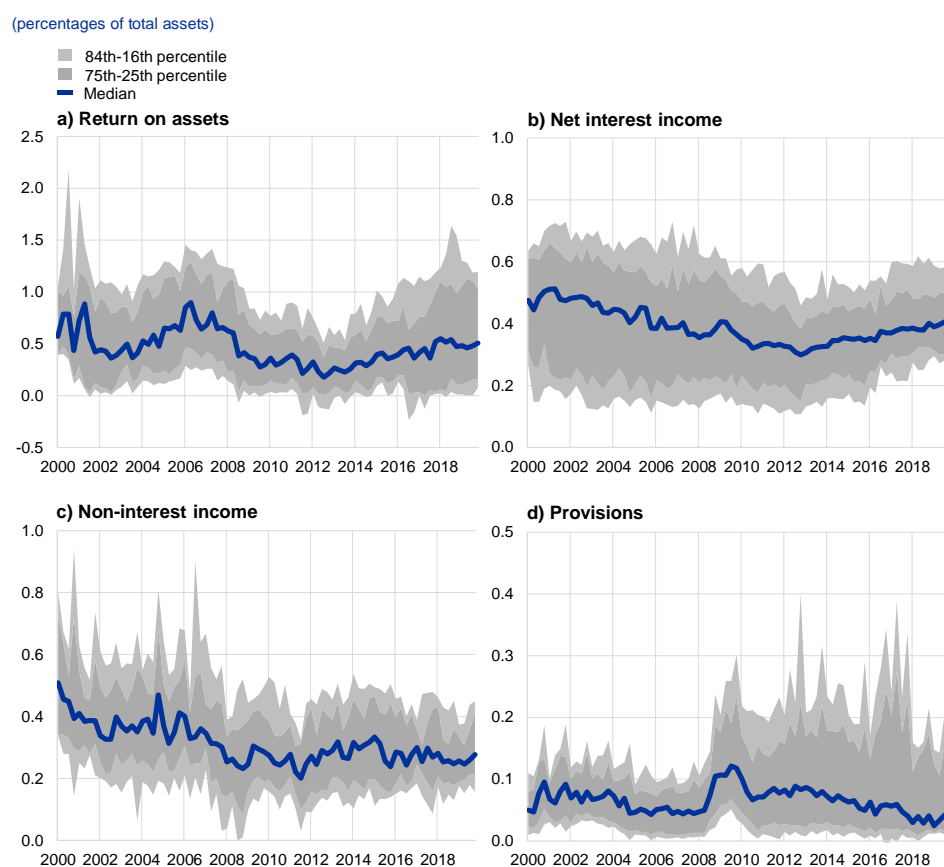 (percentages of total assets)
84th-16th percentile
75th-25th percentile
Median
a) Return on assets
2.5
2.0
1.5
1.0
0.5
0.0
-0.5
2000 2002 2004 2006 2008 2010 2012 2014 2016 2018
b) Net interest income
1.0
0.8
0.6
0.4
0.2
0.0
2000 2002 2004 2006 2008 2010 2012 2014 2016 2018
c) Non-interest income
1.0
0.8
0.6
0.4
0.2
0.0
2000 2002 2004 2006 2008 2010 2012 2014 2016 2018
d) Provisions
0.5
0.4
0.3
0.2
0.1
0.0
2000 2002 2004 2006 2008 2010 2012 2014 2016 2018